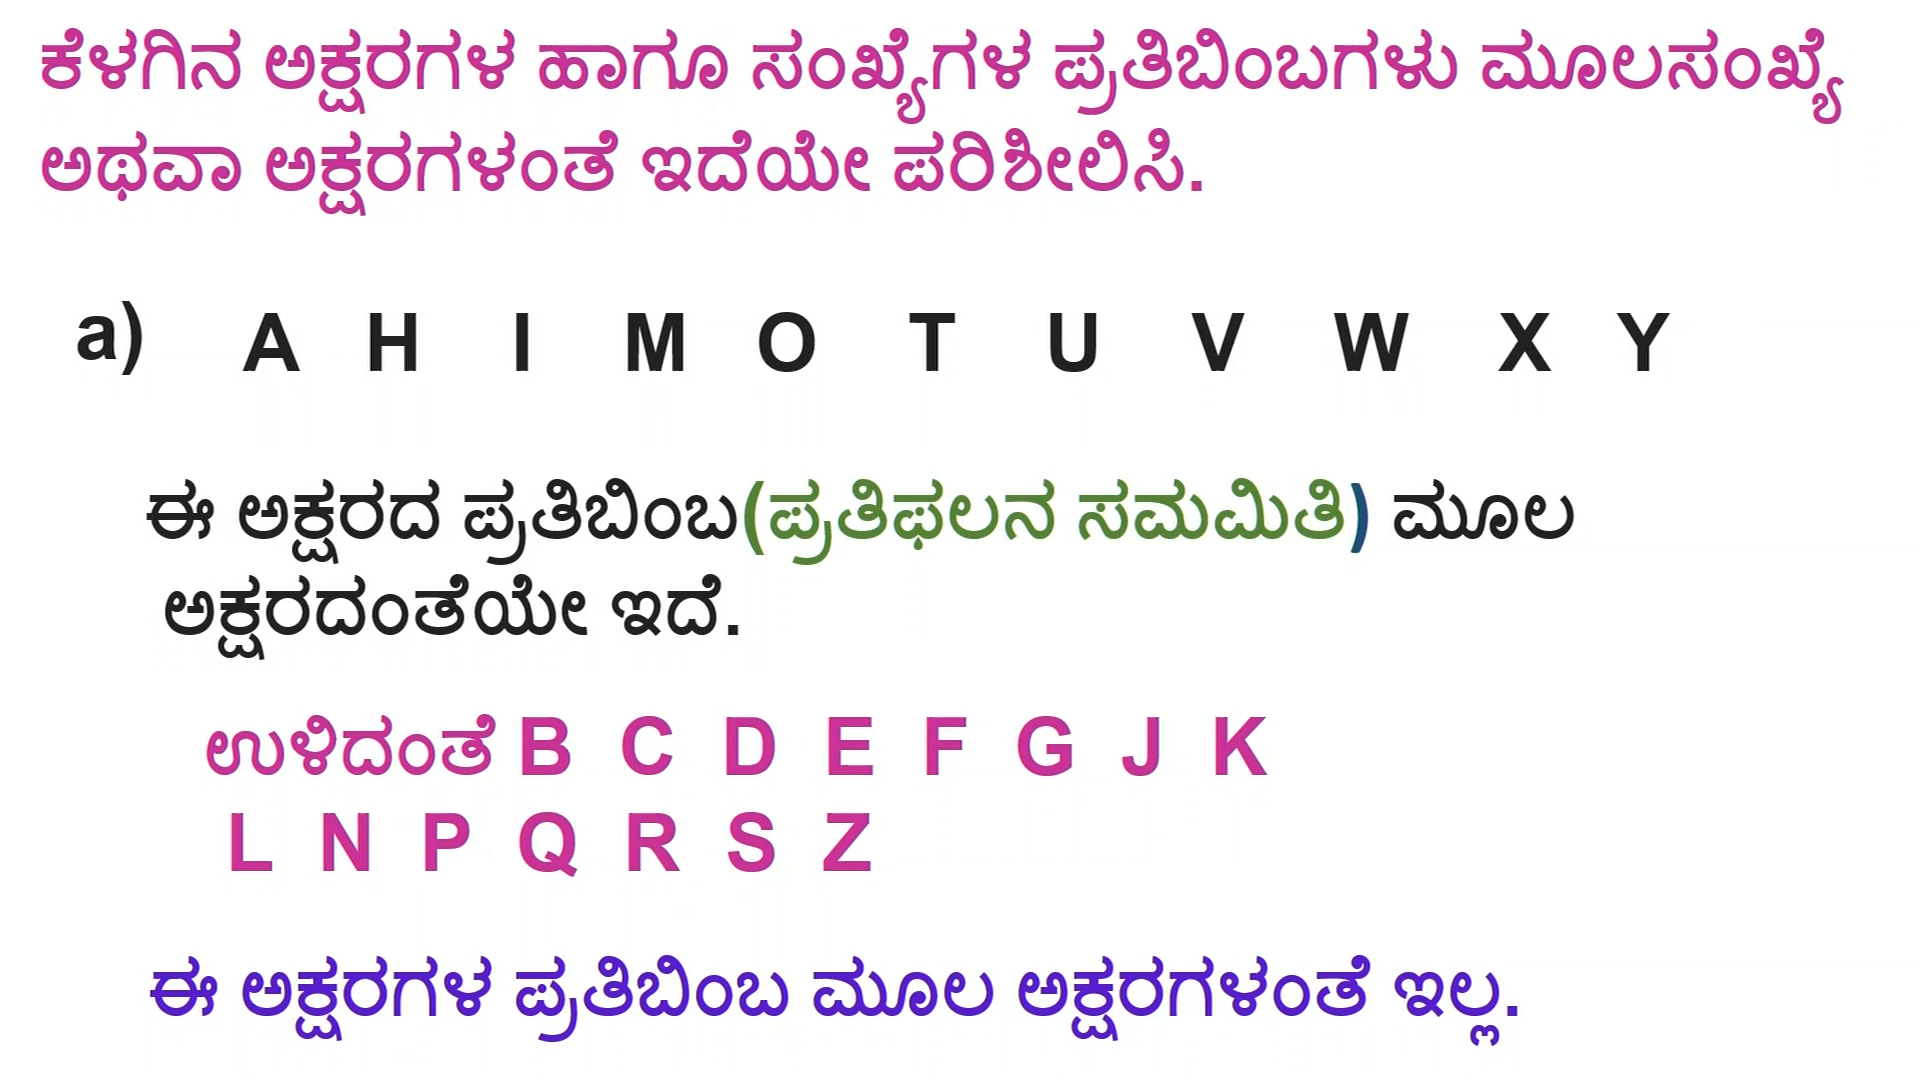 ಕೆಳಗಿನ ಅಕ್ಷರಗಳ ಹಾಗೂ ಸಂಖ್ಯೆಗಳ ಪ್ರತಿಬಿಂಬಗಳು ಮೂಲಸಂಖ್ಯೆ
ಅಥವಾ ಅಕ್ಷರಗಳಂತೆ ಇದೆಯೇ ಪರಿಶೀಲಿಸಿ.
a) A H I M O T U V W X Y
ಈ ಅಕ್ಷರದ ಪ್ರತಿಬಿಂಬ(ಪ್ರತಿಫಲನ ಸಮಮಿತಿ) ಮೂಲ
ಅಕ್ಷರದಂತೆಯೇ ಇದೆ.
ಉಳಿದಂತೆ B C D E F G J K
L N P Q R S Z
ಈ ಅಕ್ಷರಗಳ ಪ್ರತಿಬಿಂಬ ಮೂಲ ಅಕ್ಷರಗಳಂತೆ ಇಲ್ಲ.